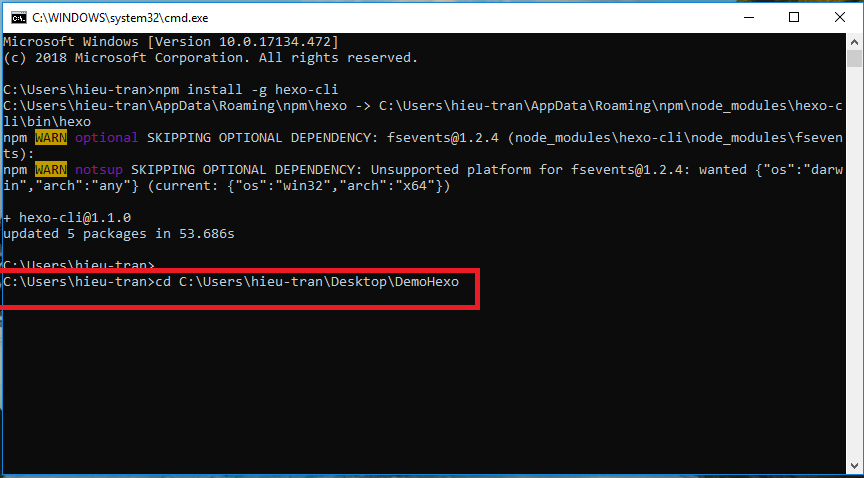 C:\WINDOWS\system32\cmd.exe
Microsoft Windows [Version 10.0.17134.472]
(c) 2018 Microsoft Corporation. All rights reserved.
C:\Users\hieu-tran>npm install -g hexo-cli
C:\Users\hieu-tran\AppData\Roaming\npm\hexo -> C:\Users\hieu-tran\AppData\Roaming\npm\node_modules\hexo-c
li\bin\hexo
npm WARN optional SKIPPING OPTIONAL DEPENDENCY: fsevents@1.2.4 (node_modules\hexo-cli\node_modules\fseven
ts):
npm WARN notsup SKIPPING OPTIONAL DEPENDENCY: Unsupported platform for fsevents@1.2.4: wanted {"os":"darw
in","arch":"any"} (current: {"os":"win32","arch":"x64"})
+ hexo-cli@1.1.0
updated 5 packages in 53.686s
C:\Users\hieu-tran>
C:\Users\hieu-tran>cd C:\Users\hieu-tran\Desktop\DemoHexo